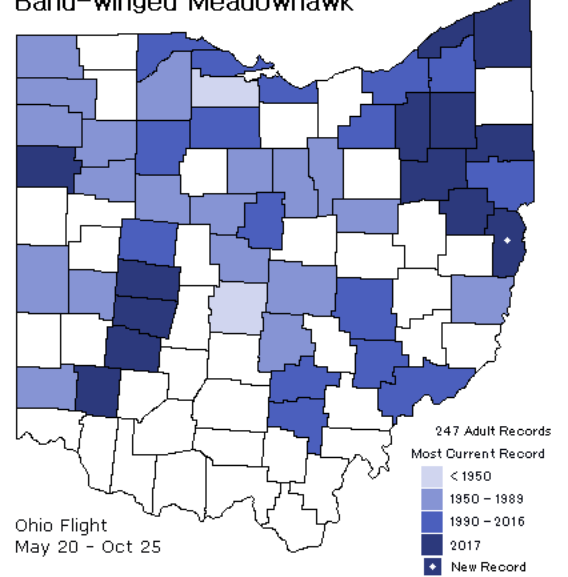 Band-winged Meadowhawk
247 Adult Records
Most Current Record
< 1950
1950 - 1989
1990 - 2016
2017
New Record
Ohio Flight
May 20 - Oct 25